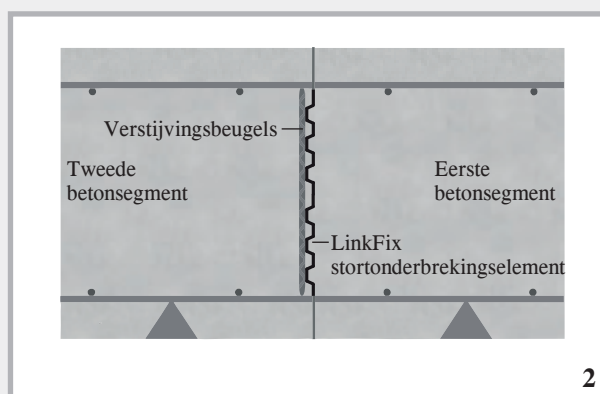 Verstijvingsbeugels
Tweede
betonsegment
Eerste
betonsegment
LinkFix
stortonderbrekingselement
2